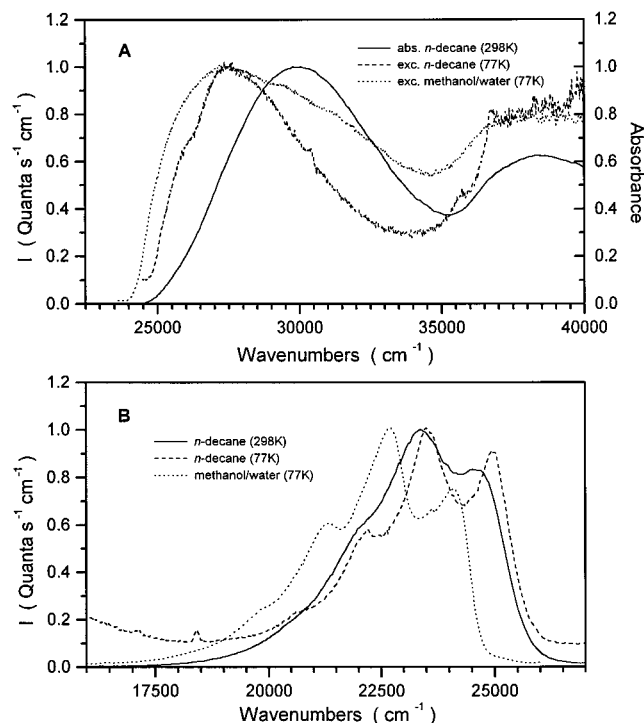 A
abs. n-decane (298K)
exc. n-decane (77K)
exc. methanol/water (77K)
I ( Quanta s⁻¹ cm⁻¹ )
1.2
1.0
0.8
0.6
0.4
0.2
0.0
1.2
1.0
0.8
0.6
0.4
0.2
0.0
Absorbance
25000 30000 35000 40000
Wavenumbers ( cm⁻¹ )
B
n-decane (298K)
n-decane (77K)
methanol/water (77K)
I ( Quanta s⁻¹ cm⁻¹ )
1.2
1.0
0.8
0.6
0.4
0.2
0.0
17500 20000 22500 25000
Wavenumbers ( cm⁻¹ )